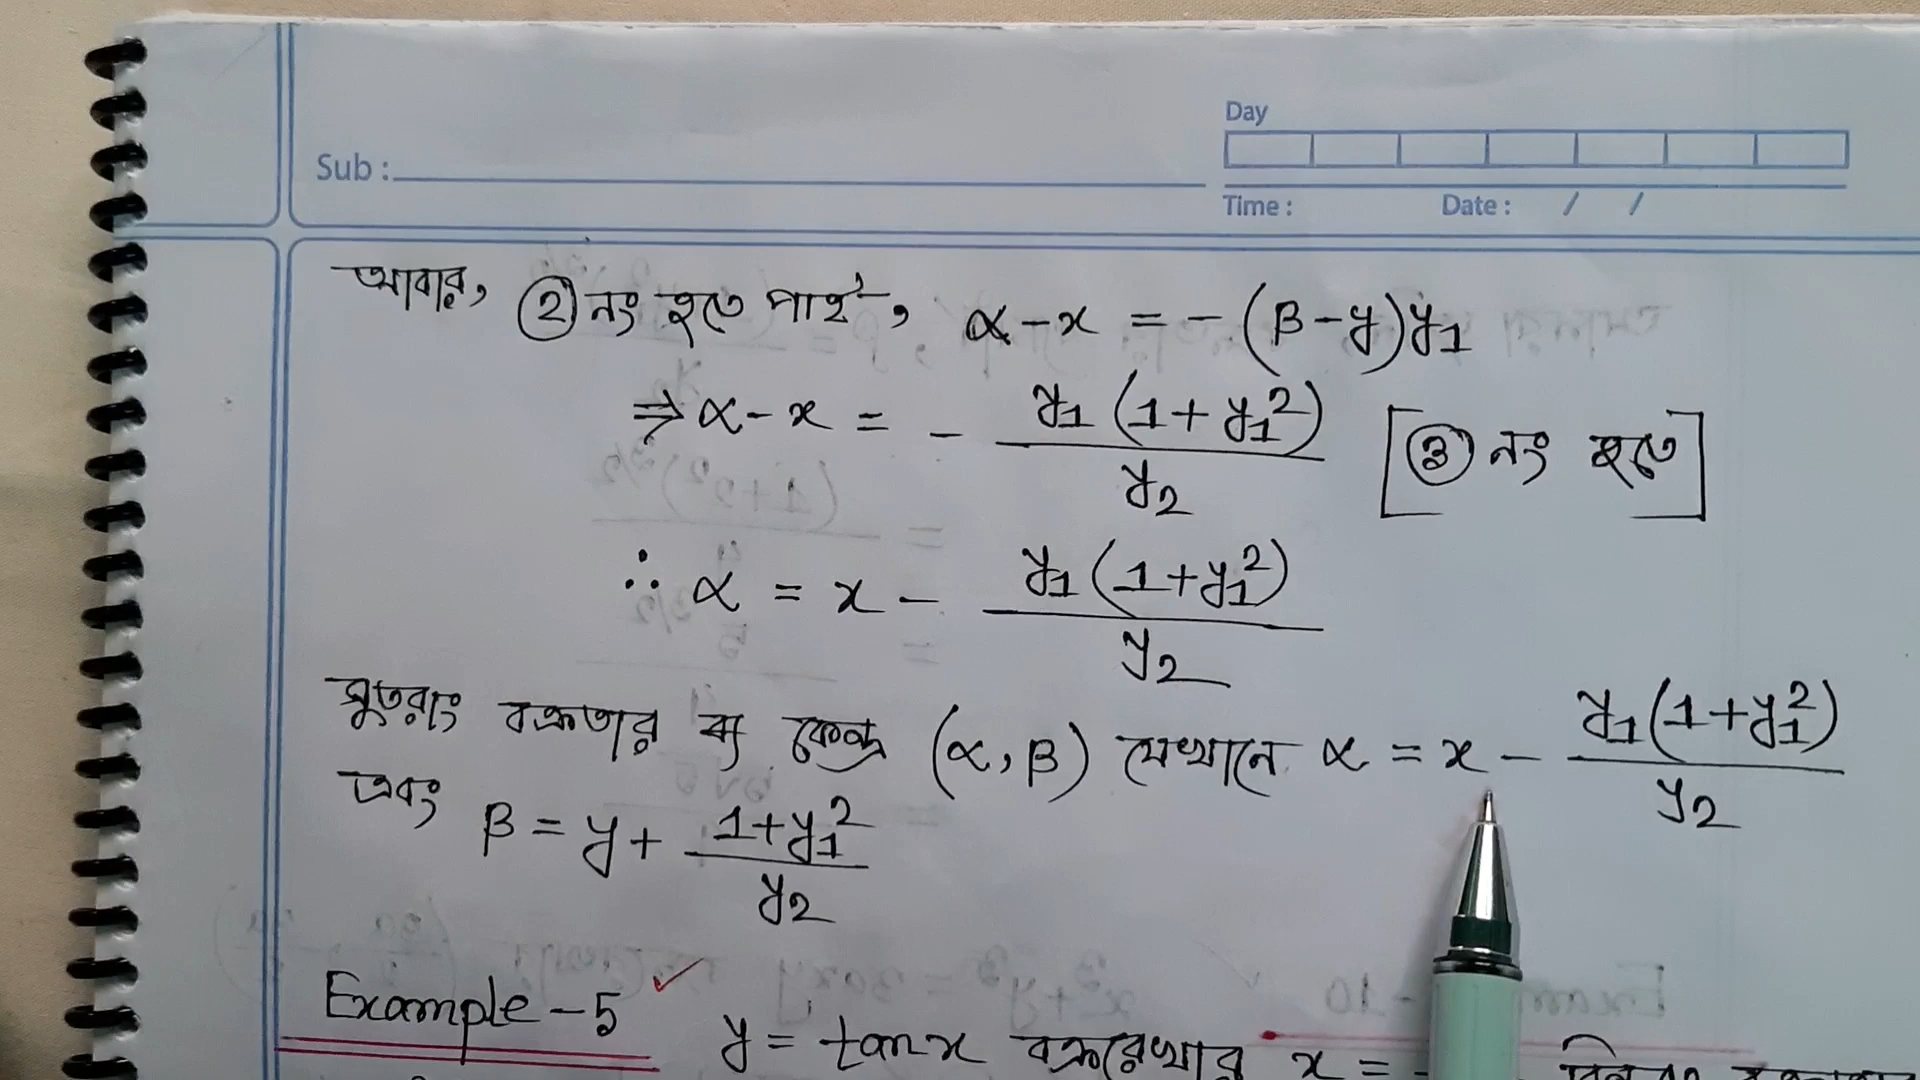 Day
Sub :
Time : Date : / /
আবার, ② নং হতে পাই, α - x = - (β - y)y₁
⇒ α - x = - y₁(1 + y₁²) / y₂ [③ নং হতে]
∴ α = x - y₁(1 + y₁²) / y₂
সুতরাং বক্রতার কেন্দ্র (α, β) যেখানে α = x - y₁(1 + y₁²) / y₂
এবং β = y + (1 + y₁²) / y₂
Example - 5 ✓
y = tanx বক্ররেখার x =